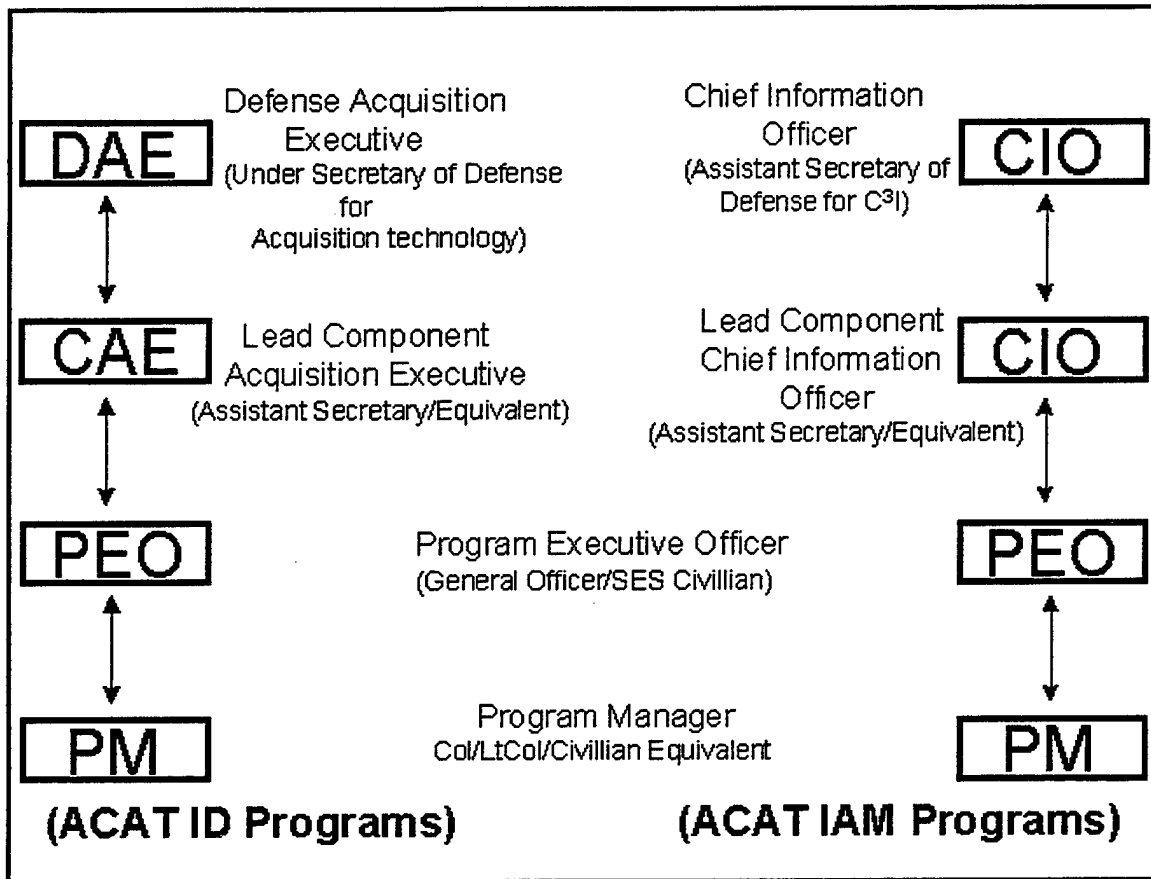 DAE
Defense Acquisition
Executive
(Under Secretary of Defense
for
Acquisition technology)
Chief Information
Officer
(Assistant Secretary of
Defense for C³I)
CIO
CAE
Lead Component
Acquisition Executive
(Assistant Secretary/Equivalent)
Lead Component
Chief Information
Officer
(Assistant Secretary/Equivalent)
CIO
PEO
Program Executive Officer
(General Officer/SES Civillian)
PEO
PM
Program Manager
Col/LtCol/Civillian Equivalent
PM
(ACAT ID Programs)
(ACAT IAM Programs)